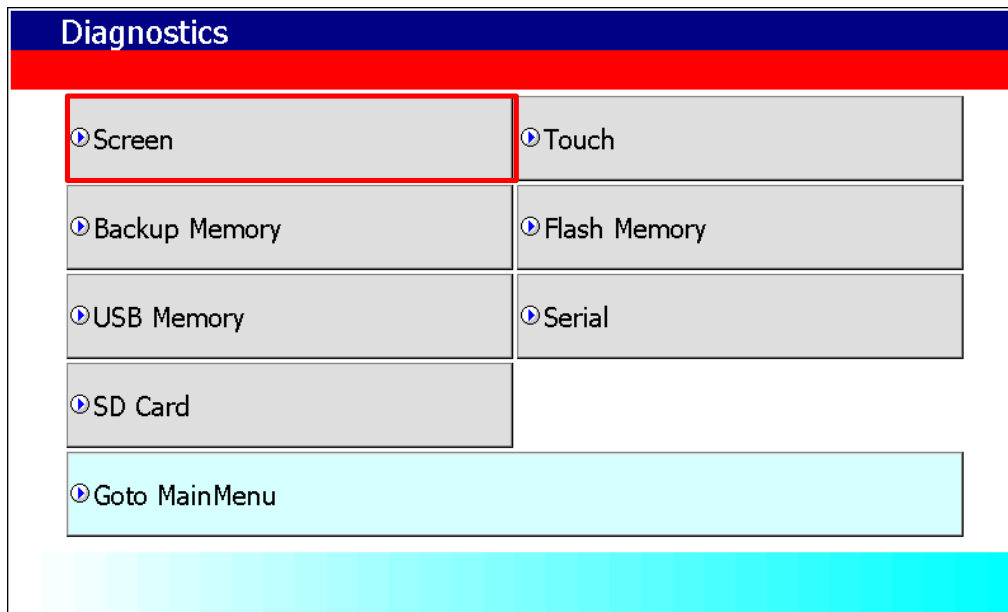 Diagnostics
Screen
Touch
Backup Memory
Flash Memory
USB Memory
Serial
SD Card
Goto MainMenu